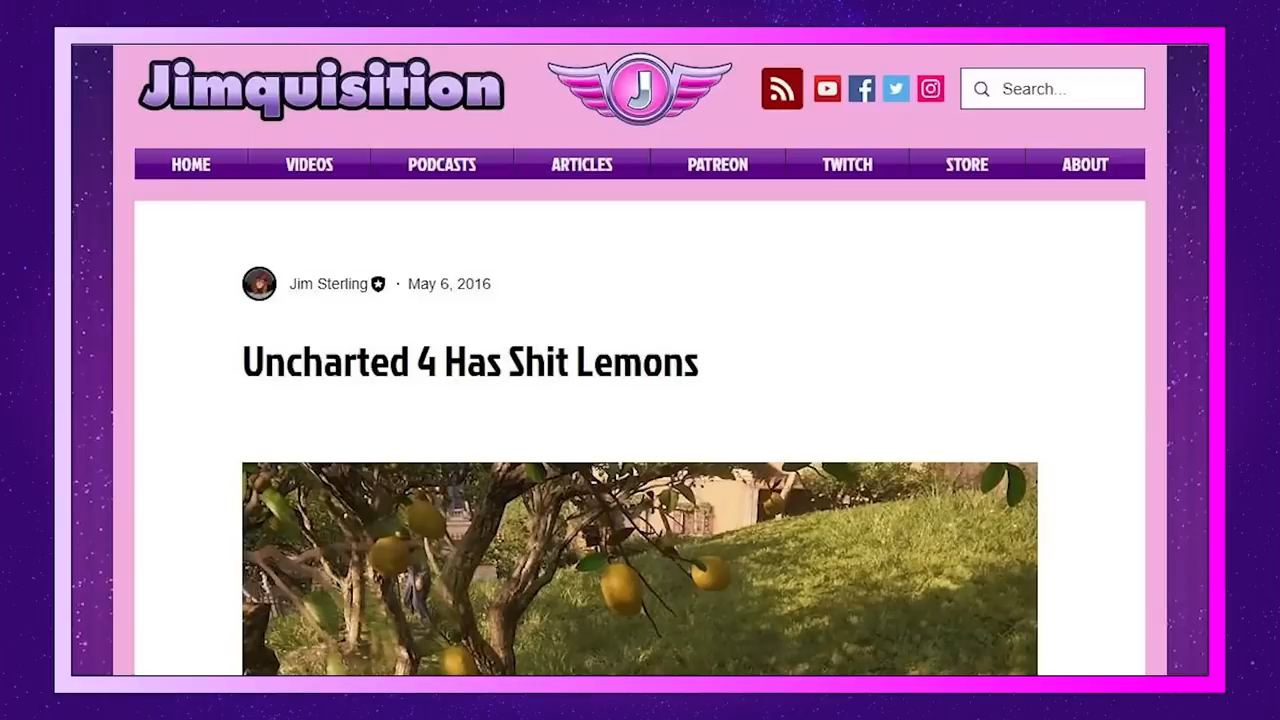 Jimquisition
J
Search...
HOME VIDEOS PODCASTS ARTICLES PATREON TWITCH STORE ABOUT
Jim Sterling · May 6, 2016
Uncharted 4 Has Shit Lemons